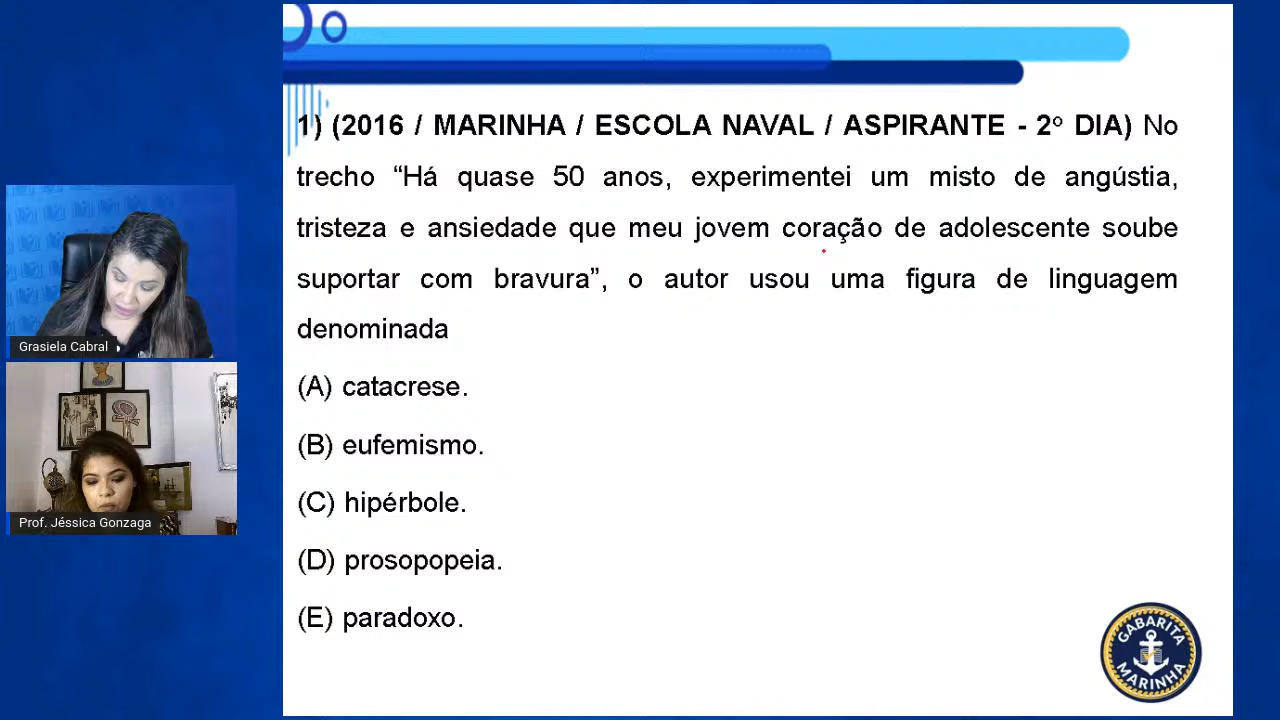 1) (2016 / MARINHA / ESCOLA NAVAL / ASPIRANTE - 2º DIA) No
trecho “Há quase 50 anos, experimentei um misto de angústia,
tristeza e ansiedade que meu jovem coração de adolescente soube
suportar com bravura”, o autor usou uma figura de linguagem
denominada
(A) catacrese.
(B) eufemismo.
(C) hipérbole.
(D) prosopopeia.
(E) paradoxo.
Grasiela Cabral
Prof. Jéssica Gonzaga
GABARITA
MARINHA